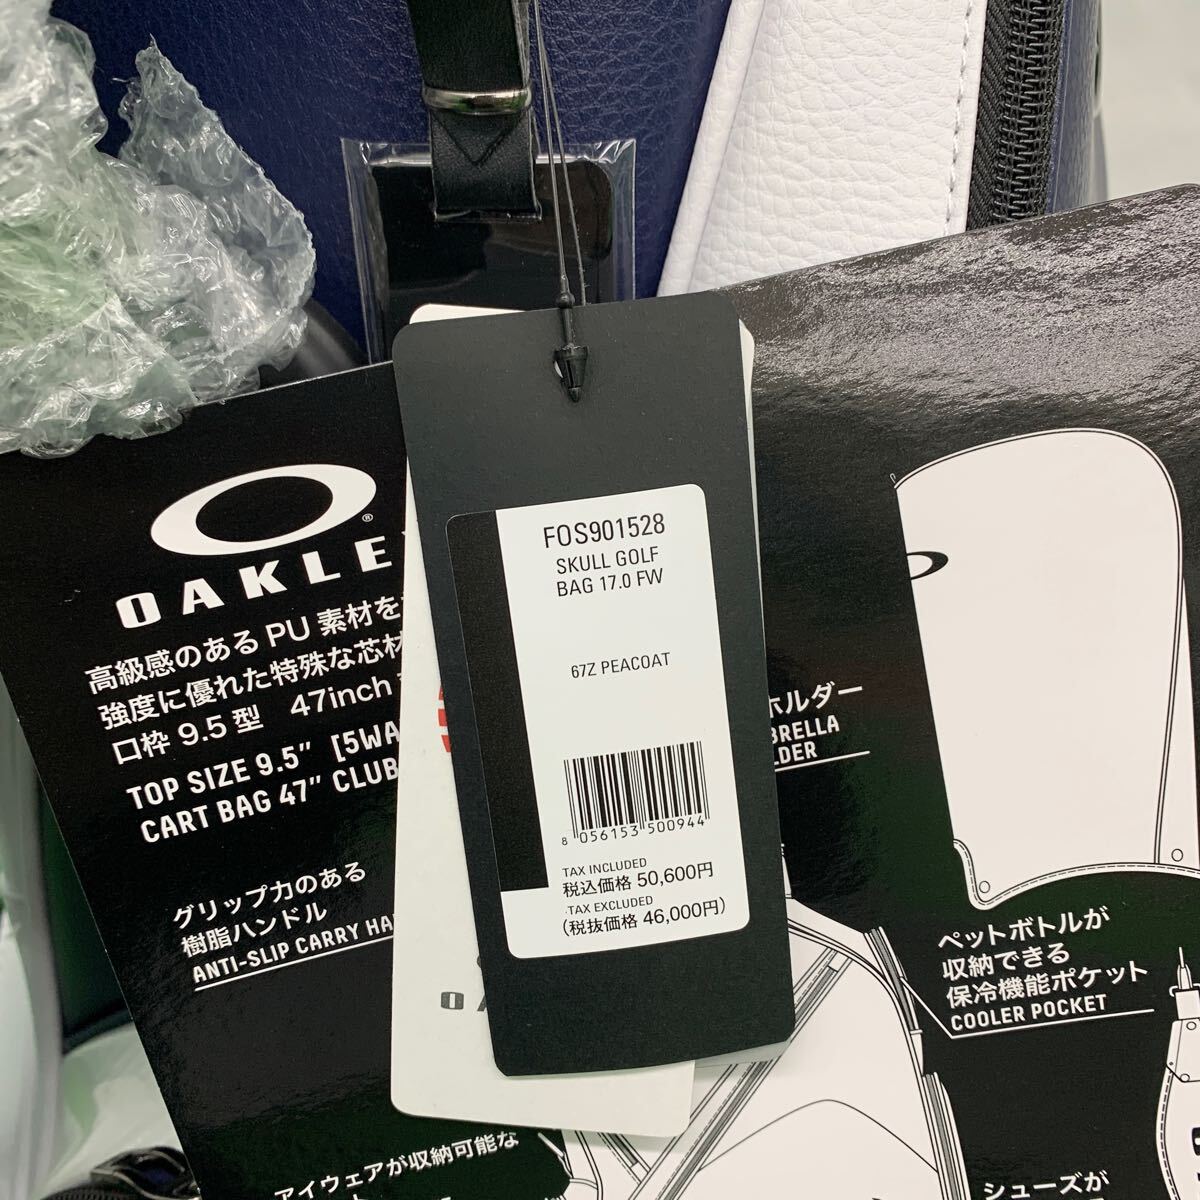 OAKLE
高級感のある PU 素材を
強度に優れた特殊な芯材
口枠 9.5 型 47inch
TOP SIZE 9.5" [5WA
CART BAG 47" CLUB
グリップ力のある
樹脂ハンドル
ANTI-SLIP CARRY HA
アイウェアが収納可能な
FOS901528
SKULL GOLF
BAG 17.0 FW
67Z PEACOAT
8 056153 500944
TAX INCLUDED
税込価格 50,600円
TAX EXCLUDED
(税抜価格 46,000円)
ホルダー
BRELLA
LDER
ペットボトルが
収納できる
保冷機能ポケット
COOLER POCKET
シューズが